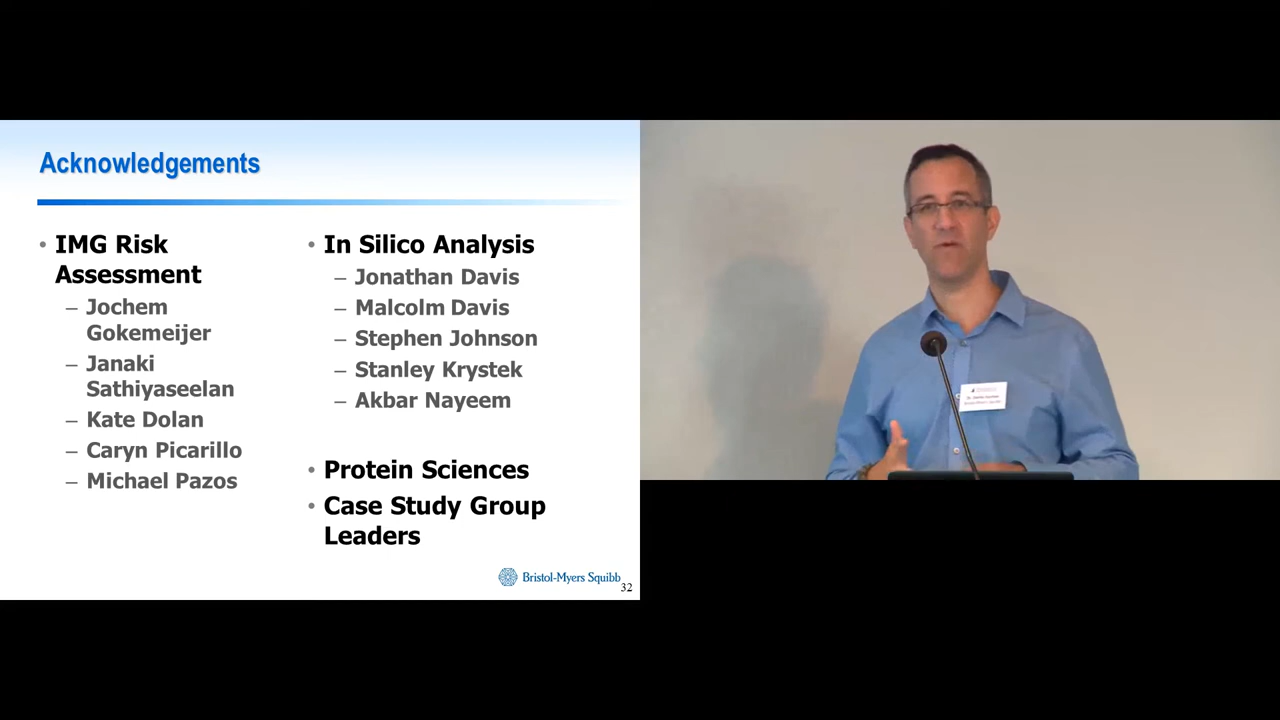 Acknowledgements
• IMG Risk
Assessment
– Jochem
Gokemeijer
– Janaki
Sathiyaseelan
– Kate Dolan
– Caryn Picarillo
– Michael Pazos
• In Silico Analysis
– Jonathan Davis
– Malcolm Davis
– Stephen Johnson
– Stanley Krystek
– Akbar Nayeem
• Protein Sciences
• Case Study Group
Leaders
Bristol-Myers Squibb
32